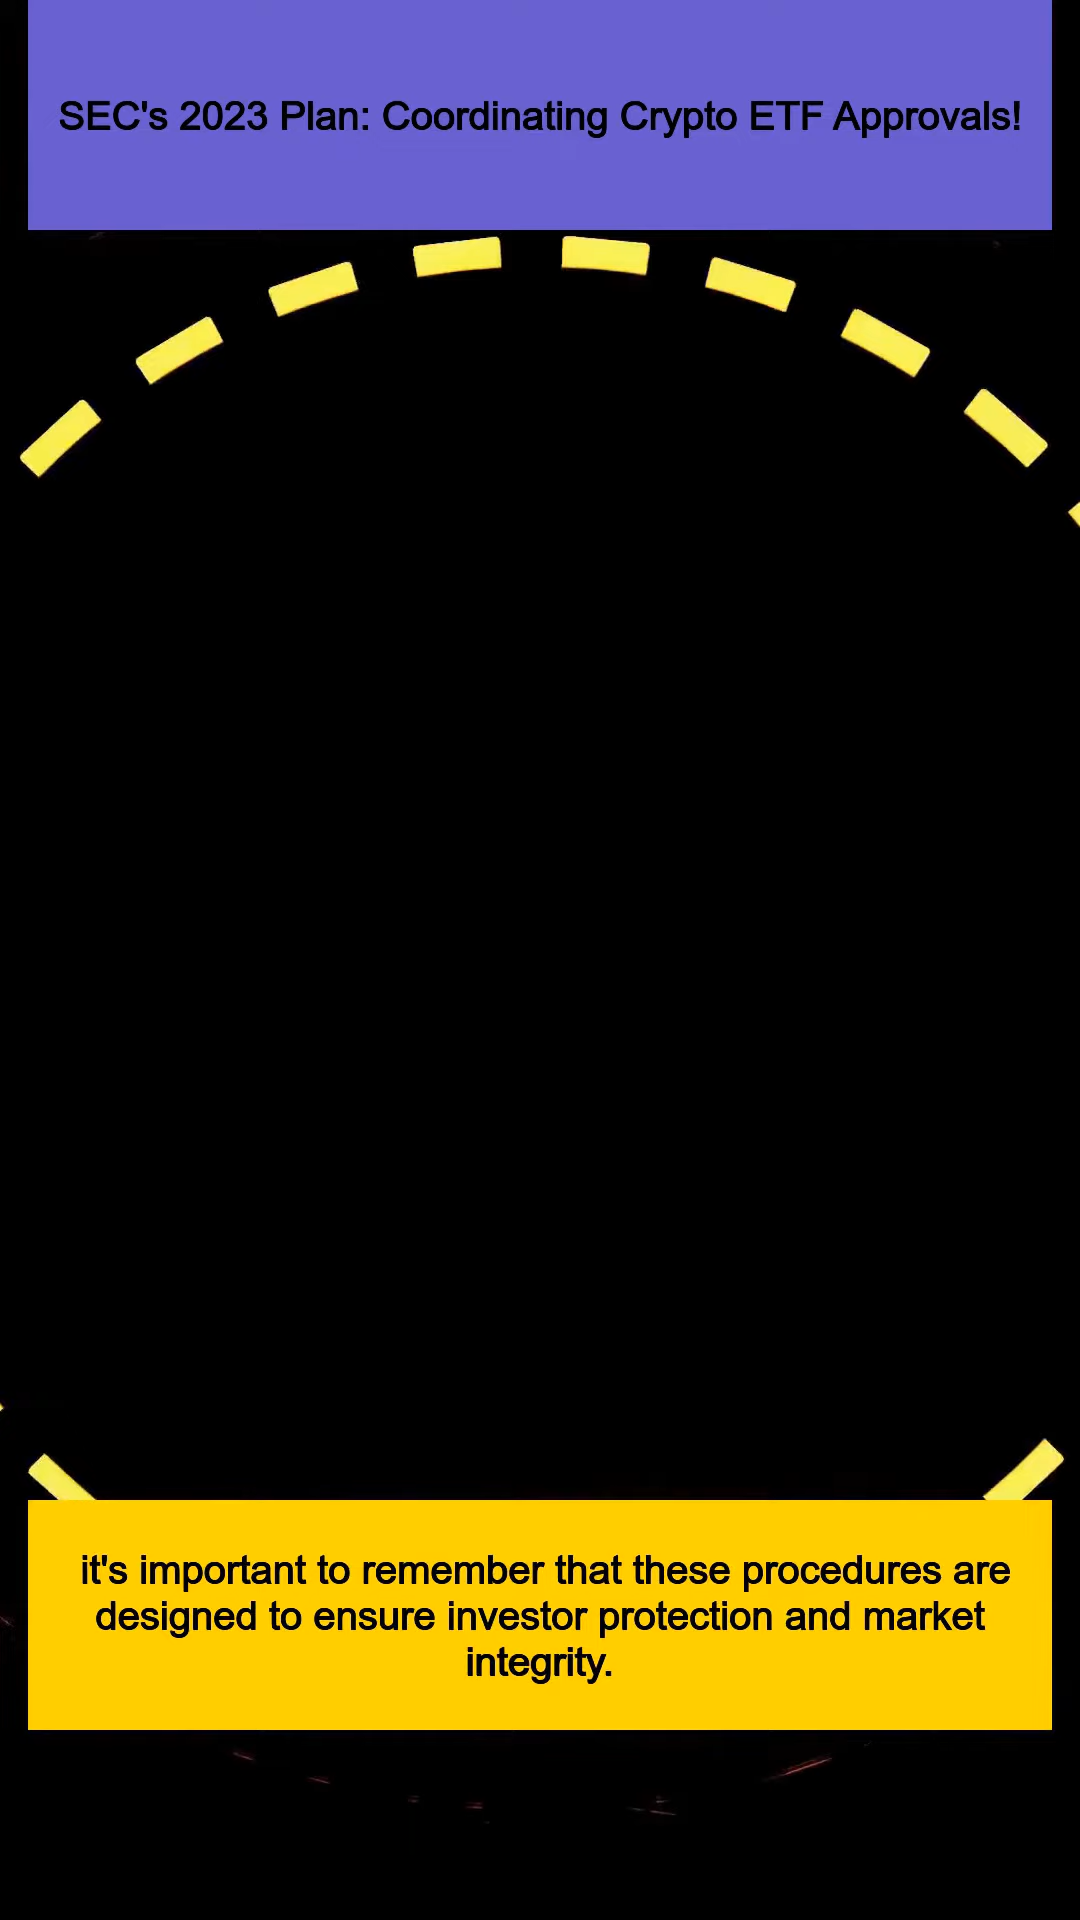 SEC's 2023 Plan: Coordinating Crypto ETF Approvals!
it's important to remember that these procedures are
designed to ensure investor protection and market
integrity.